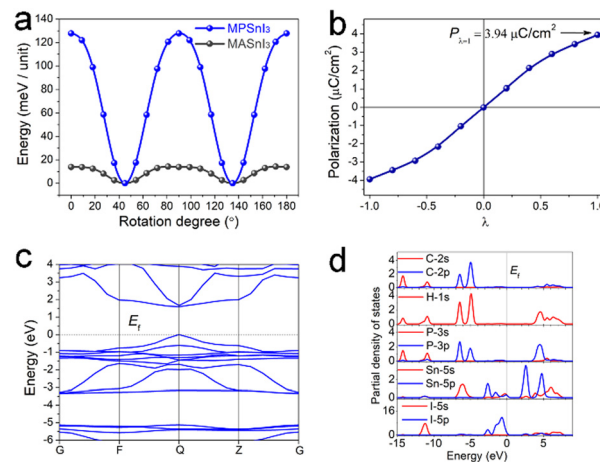 a
MPSnI₃
MASnI₃
Energy (meV / unit)
140
120
100
80
60
40
20
0
0 20 40 60 80 100 120 140 160 180
Rotation degree (°)
b
P λ=1 = 3.94 μC/cm²
Polarization (μC/cm²)
4
3
2
1
0
-1
-2
-3
-4
-1.0 -0.5 0.0 0.5 1.0
λ
c
Energy (eV)
4
3
2
1
0
-1
-2
-3
-4
-5
-6
E_f
G F Q Z G
d
Partial density of states
E_f
4
2
0
C-2s
C-2p
4
2
0
H-1s
4
2
0
P-3s
P-3p
4
2
0
Sn-5s
Sn-5p
16
8
0
I-5s
I-5p
-15 -10 -5 0 5
Energy (eV)